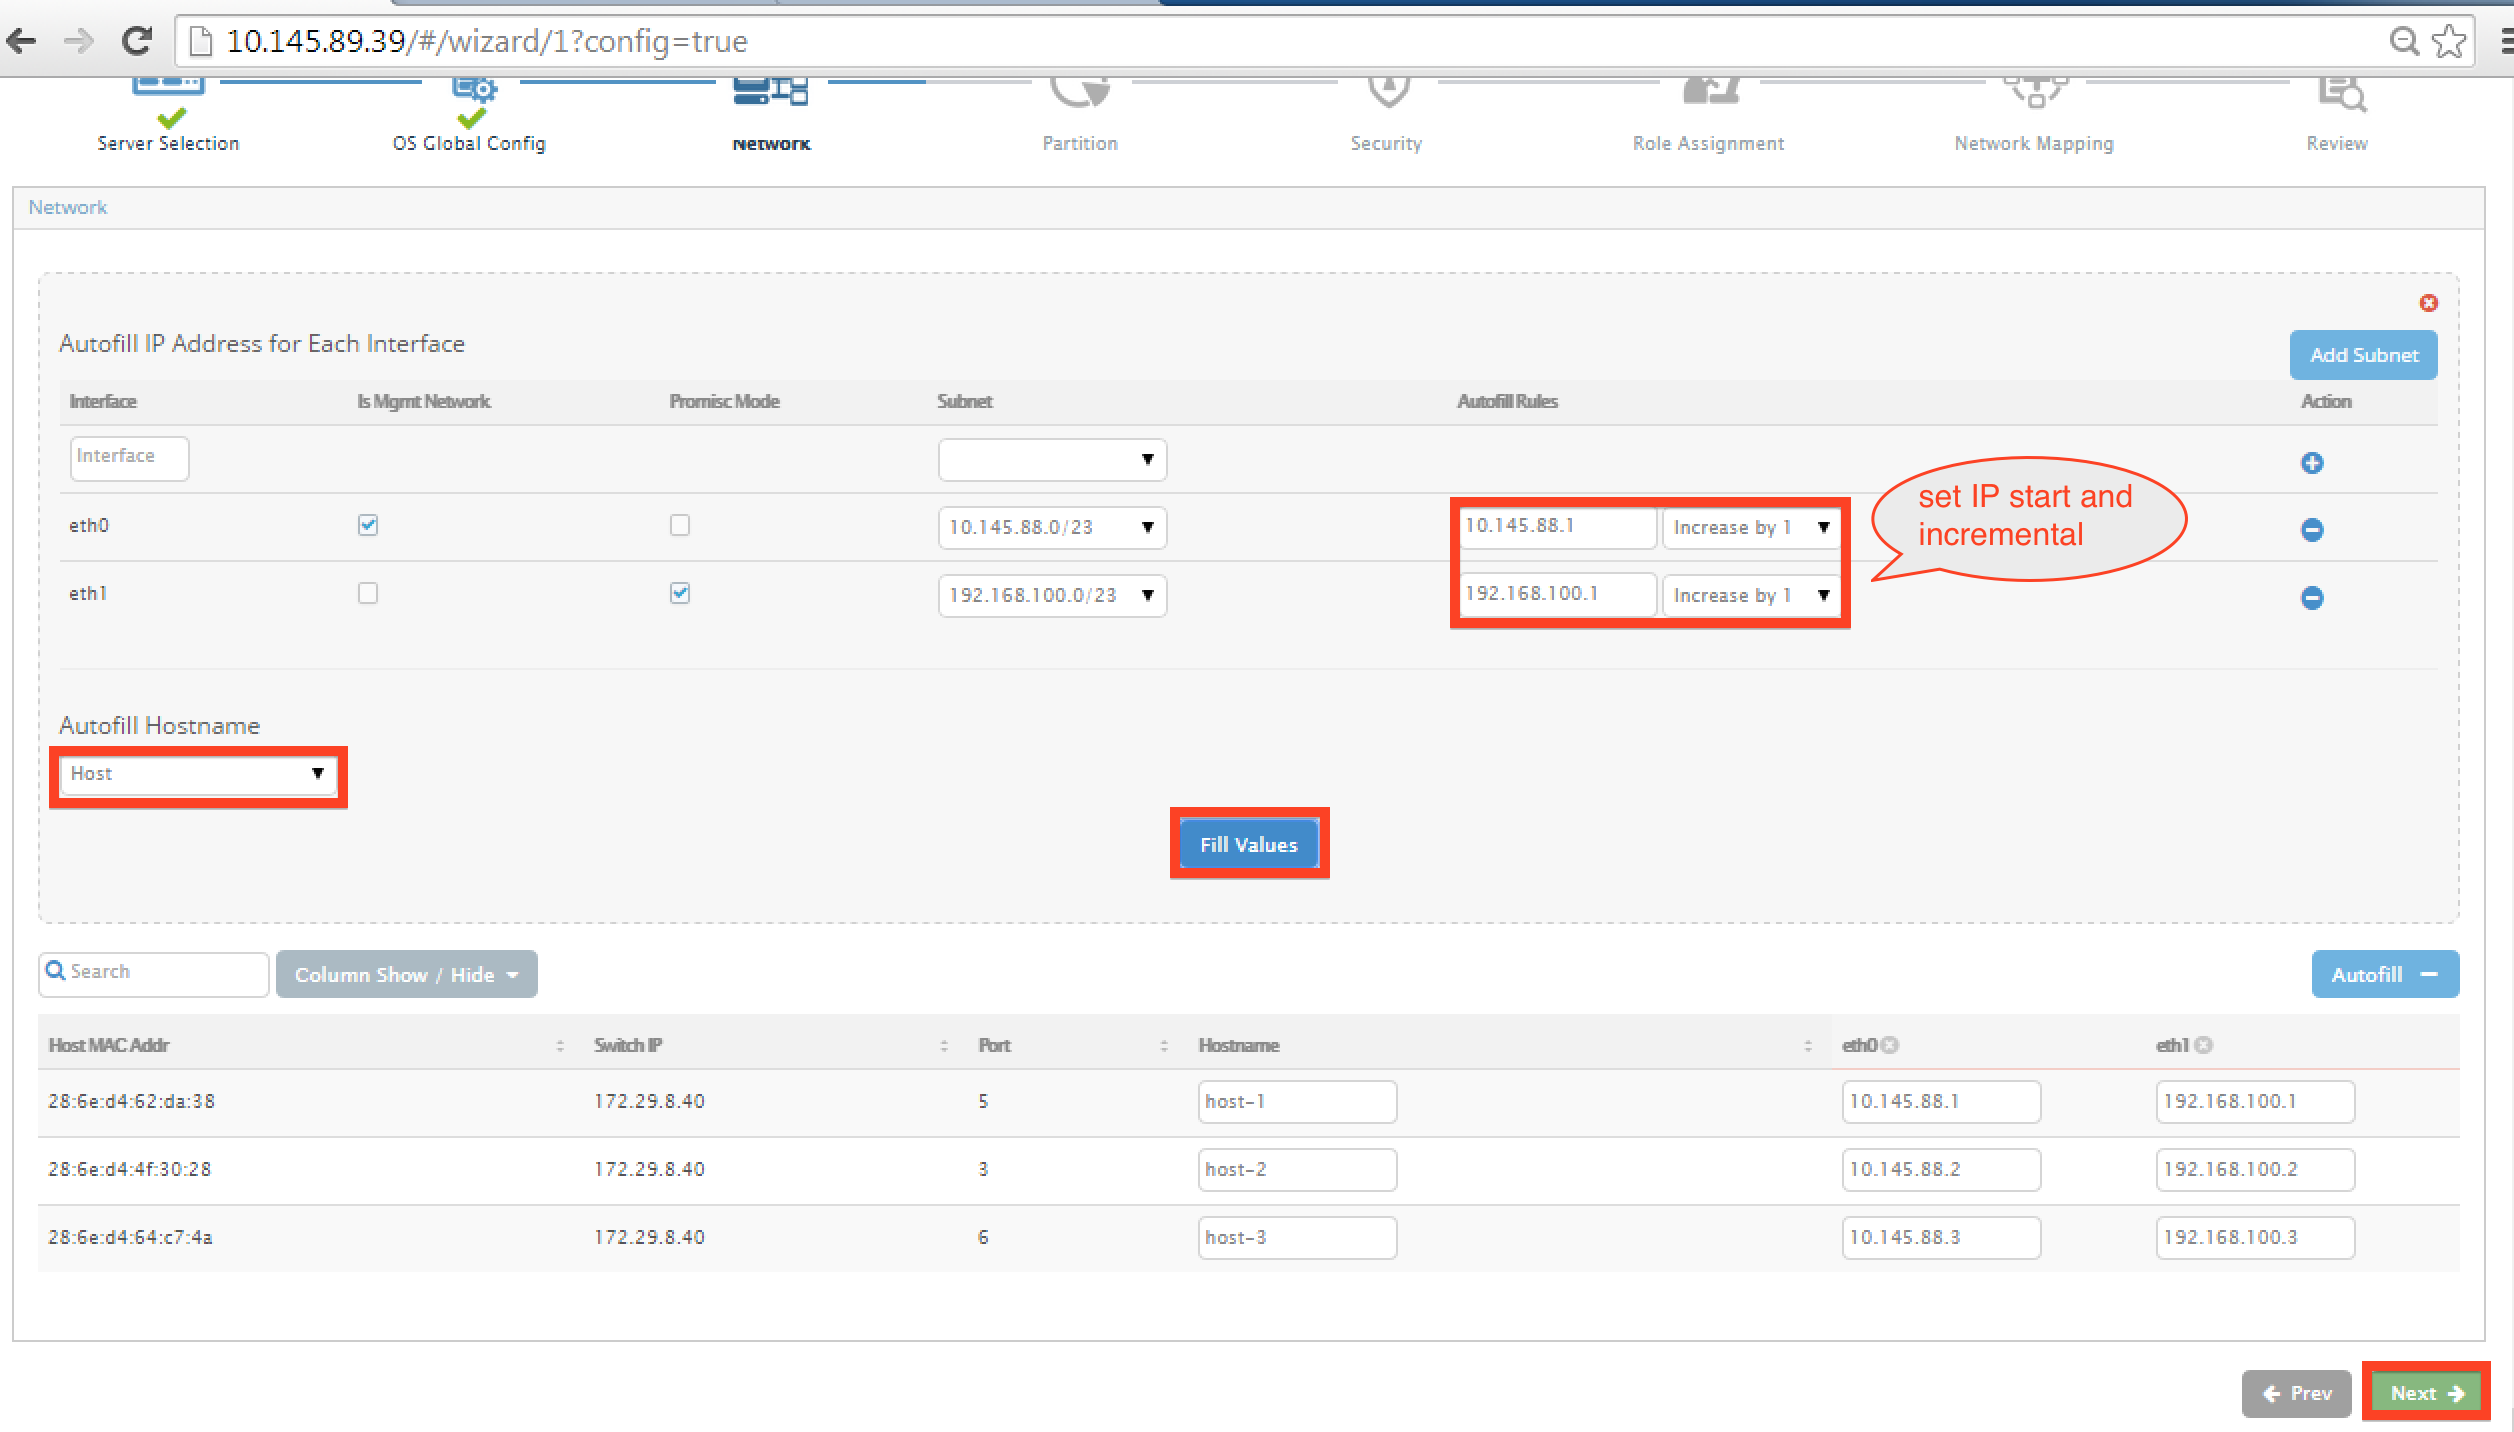 10.145.89.39/#/wizard/1?config=true
Server Selection
OS Global Config
Network
Partition
Security
Role Assignment
Network Mapping
Review
Network
Autofill IP Address for Each Interface
Add Subnet
Interface Is Mgmt Network Promisc Mode Subnet Autofill Rules Action
Interface
eth0 10.145.88.0/23 10.145.88.1 Increase by 1
eth1 192.168.100.0/23 192.168.100.1 Increase by 1
set IP start and
incremental
Autofill Hostname
Host
Fill Values
Search Column Show / Hide Autofill
Host MAC Addr Switch IP Port Hostname eth0 eth1
28:6e:d4:62:da:38 172.29.8.40 5 host-1 10.145.88.1 192.168.100.1
28:6e:d4:4f:30:28 172.29.8.40 3 host-2 10.145.88.2 192.168.100.2
28:6e:d4:64:c7:4a 172.29.8.40 6 host-3 10.145.88.3 192.168.100.3
Prev Next